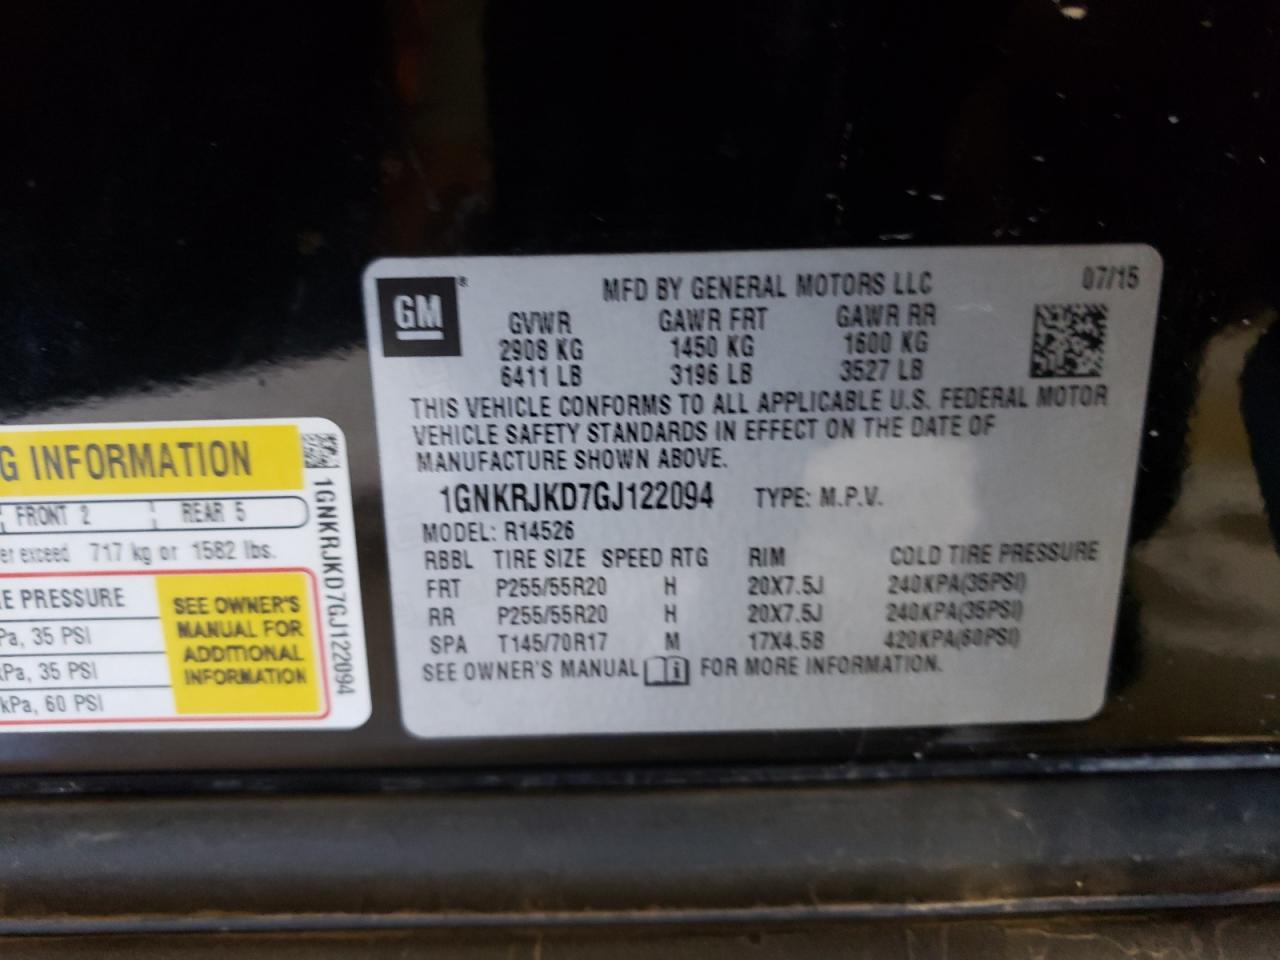 G INFORMATION
FRONT 2 REAR 5
er exceed 717 kg or 1582 lbs.
E PRESSURE
Pa, 35 PSI
kPa, 35 PSI
kPa, 60 PSI
SEE OWNER'S
MANUAL FOR
ADDITIONAL
INFORMATION
1GNKRJKD7GJ122094
GM®
MFD BY GENERAL MOTORS LLC 07/15
GVWR GAWR FRT GAWR RR
2908 KG 1450 KG 1600 KG
6411 LB 3196 LB 3527 LB
THIS VEHICLE CONFORMS TO ALL APPLICABLE U.S. FEDERAL MOTOR
VEHICLE SAFETY STANDARDS IN EFFECT ON THE DATE OF
MANUFACTURE SHOWN ABOVE.
1GNKRJKD7GJ122094 TYPE: M.P.V.
MODEL: R14526
RBBL TIRE SIZE SPEED RTG RIM COLD TIRE PRESSURE
FRT P255/55R20 H 20X7.5J 240KPA(35PSI)
RR P255/55R20 H 20X7.5J 240KPA(35PSI)
SPA T145/70R17 M 17X4.5B 420KPA(60PSI)
SEE OWNER'S MANUAL FOR MORE INFORMATION.